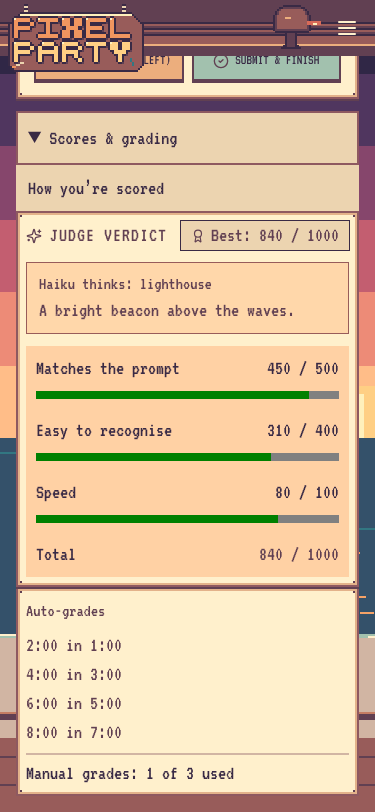 PIXEL
PARTY
LEFT)
SUBMIT & FINISH
▼ Scores & grading
How you're scored
JUDGE VERDICT
Best: 840 / 1000
Haiku thinks: lighthouse
A bright beacon above the waves.
Matches the prompt 450 / 500
Easy to recognise 310 / 400
Speed 80 / 100
Total 840 / 1000
Auto-grades
2:00 in 1:00
4:00 in 3:00
6:00 in 5:00
8:00 in 7:00
Manual grades: 1 of 3 used